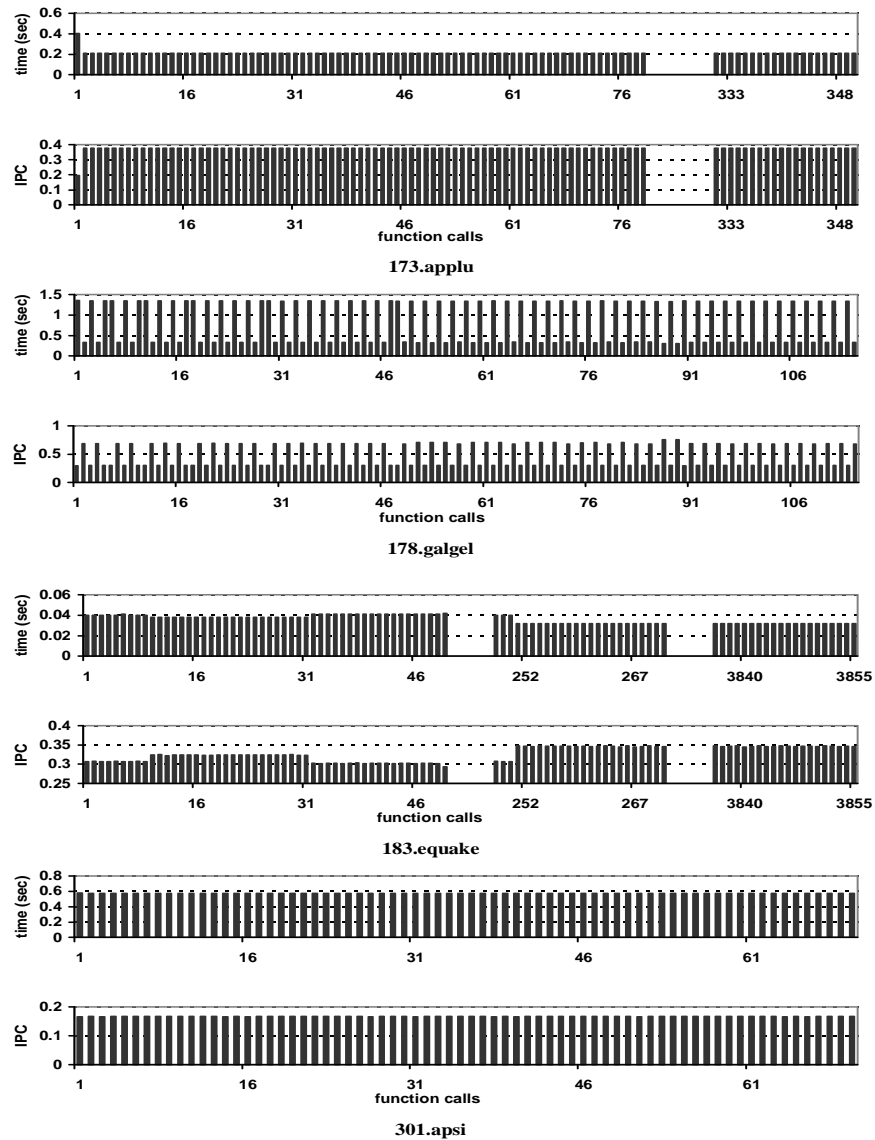 time (sec)
0.6
0.4
0.2
0
1 16 31 46 61 76 333 348
IPC
0.4
0.3
0.2
0.1
0
1 16 31 46 61 76 333 348
function calls
173.applu
time (sec)
1.5
1
0.5
0
1 16 31 46 61 76 91 106
IPC
1
0.5
0
1 16 31 46 61 76 91 106
function calls
178.galgel
time (sec)
0.06
0.04
0.02
0
1 16 31 46 252 267 3840 3855
IPC
0.4
0.35
0.3
0.25
1 16 31 46 252 267 3840 3855
function calls
183.equake
time (sec)
0.8
0.6
0.4
0.2
0
1 16 31 46 61
IPC
0.2
0.1
0
1 16 31 46 61
function calls
301.apsi